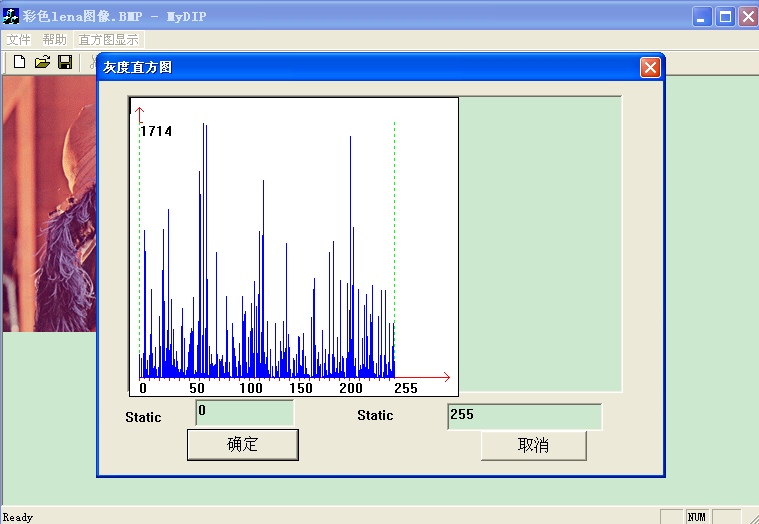 彩色lena图像.BMP - MyDIP
文件 帮助 直方图显示
灰度直方图
1714
0 50 100 150 200 255
Static 0 Static 255
确定 取消
Ready NUM